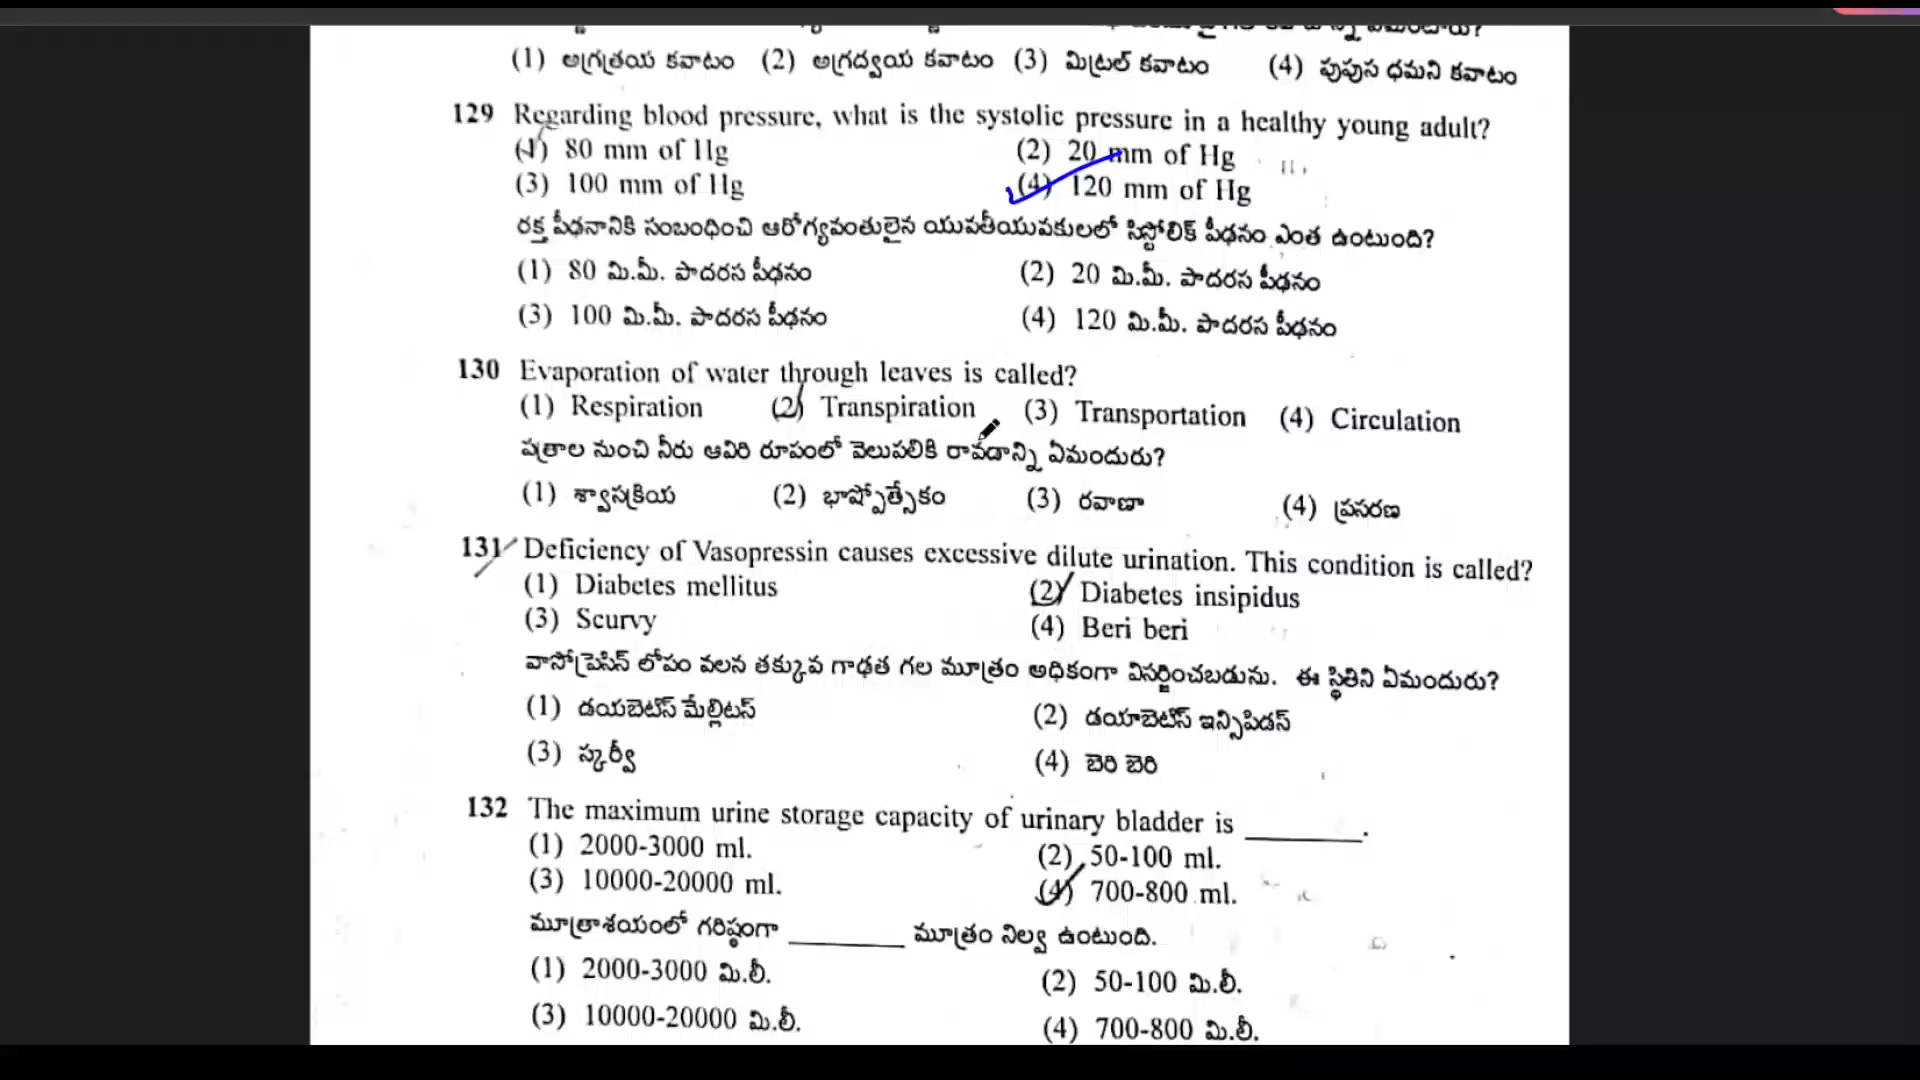 (1) అగ్రత్రయ కవాటం (2) అగ్రద్వయ కవాటం (3) మిట్రల్ కవాటం (4) పుపుస ధమని కవాటం
129 Regarding blood pressure, what is the systolic pressure in a healthy young adult?
(1) 80 mm of Hg (2) 20 mm of Hg
(3) 100 mm of Hg (4) 120 mm of Hg
రక్త పీఢనానికి సంబంధించి ఆరోగ్యవంతులైన యువతీయువకులలో సిస్టోలిక్ పీఢనం ఎంత ఉంటుంది?
(1) 80 మి.మీ. పాదరస పీఢనం (2) 20 మి.మీ. పాదరస పీఢనం
(3) 100 మి.మీ. పాదరస పీఢనం (4) 120 మి.మీ. పాదరస పీఢనం
130 Evaporation of water through leaves is called?
(1) Respiration (2) Transpiration (3) Transportation (4) Circulation
పత్రాల నుంచి నీరు ఆవిరి రూపంలో వెలుపలికి రావడాన్ని ఏమందురు?
(1) శ్వాసక్రియ (2) భాష్పోత్సేకం (3) రవాణా (4) ప్రసరణ
131 Deficiency of Vasopressin causes excessive dilute urination. This condition is called?
(1) Diabetes mellitus (2) Diabetes insipidus
(3) Scurvy (4) Beri beri
వాసోప్రెసిన్ లోపం వలన తక్కువ గాఢత గల మూత్రం అధికంగా విసర్జించబడును. ఈ స్థితిని ఏమందురు?
(1) డయబెటిస్ మేల్లిటస్ (2) డయాబెటిస్ ఇన్సిపిడస్
(3) స్కర్వీ (4) బెరి బెరి
132 The maximum urine storage capacity of urinary bladder is ________.
(1) 2000-3000 ml. (2) 50-100 ml.
(3) 10000-20000 ml. (4) 700-800 ml.
మూత్రాశయంలో గరిష్ఠంగా ________ మూత్రం నిల్వ ఉంటుంది.
(1) 2000-3000 మి.లీ. (2) 50-100 మి.లీ.
(3) 10000-20000 మి.లీ. (4) 700-800 మి.లీ.